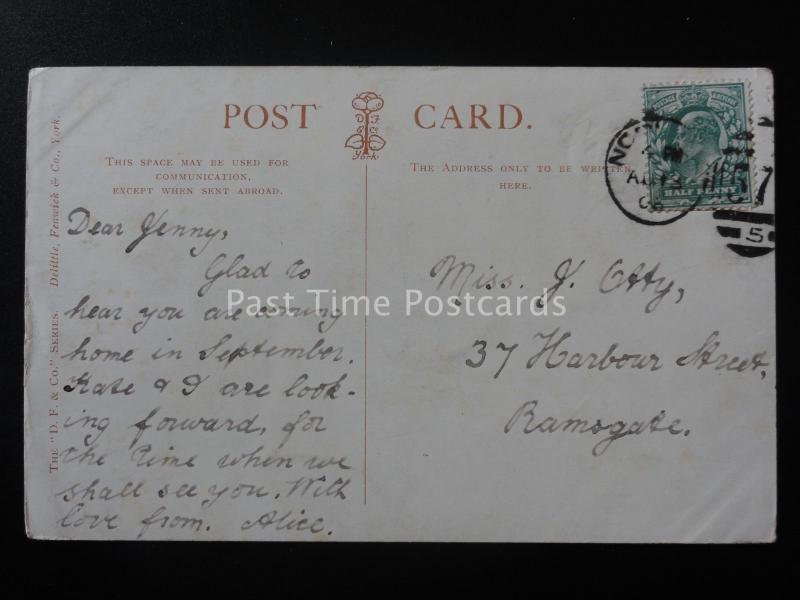 POST CARD.
D F & Co
York
THIS SPACE MAY BE USED FOR
COMMUNICATION,
EXCEPT WHEN SENT ABROAD.
THE ADDRESS ONLY TO BE WRITTEN
HERE.
THE "D. F. & CO." SERIES. Delittle, Fenwick & Co., York.
Dear Jenny,
Glad to
hear you are coming
home in September.
Kate & I are look-
ing forward, for
the time when we
shall see you. With
love from. Alice.
Miss. J. Otty,
37 Harbour Street,
Ramsgate.
HALF PENNY
5
Past Time Postcards